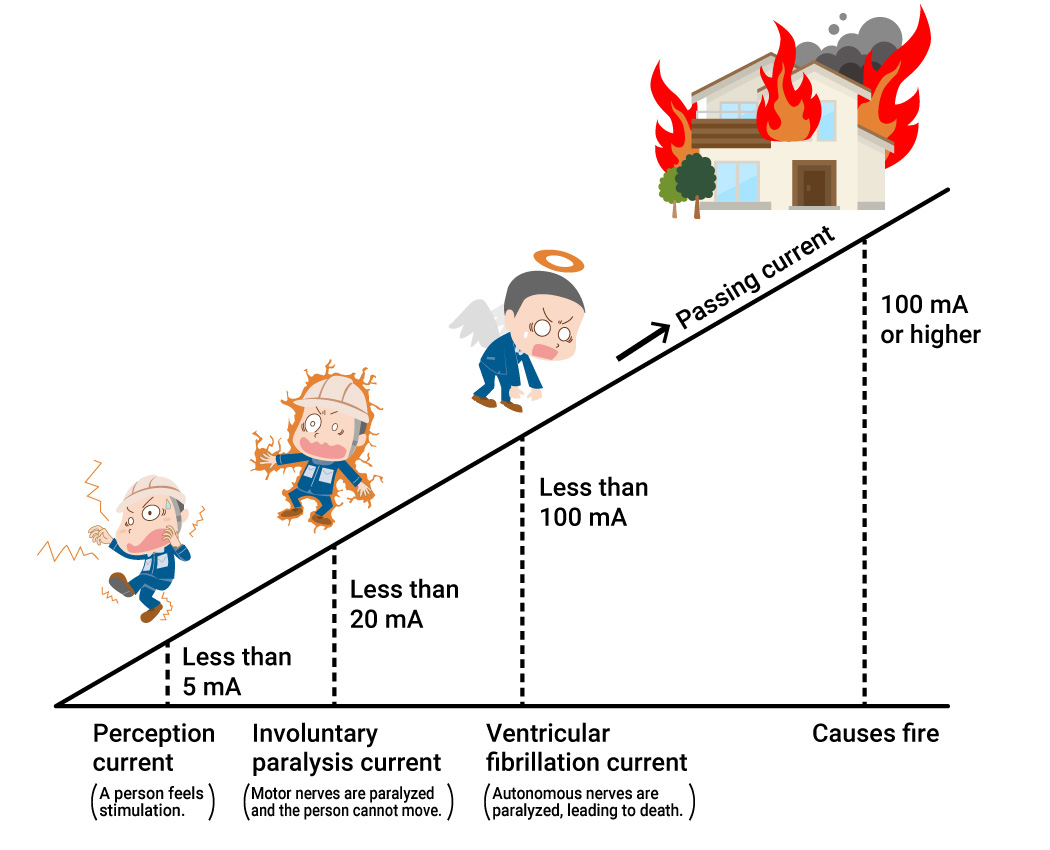 Passing current
100 mA
or higher
Less than
100 mA
Less than
20 mA
Less than
5 mA
Perception
current
(A person feels
stimulation.)
Involuntary
paralysis current
(Motor nerves are paralyzed
and the person cannot move.)
Ventricular
fibrillation current
(Autonomous nerves are
paralyzed, leading to death.)
Causes fire